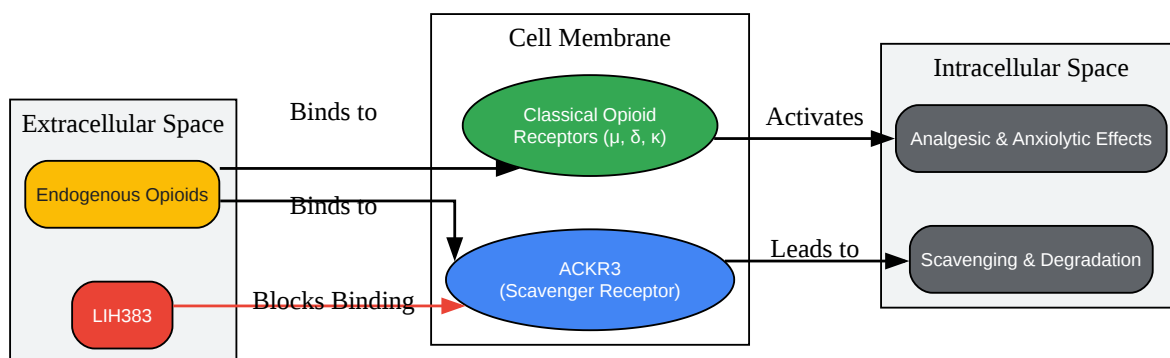 Extracellular Space
Endogenous Opioids
LIH383
Binds to
Binds to
Blocks Binding
Cell Membrane
Classical Opioid
Receptors (μ, δ, κ)
ACKR3
(Scavenger Receptor)
Activates
Leads to
Intracellular Space
Analgesic & Anxiolytic Effects
Scavenging & Degradation